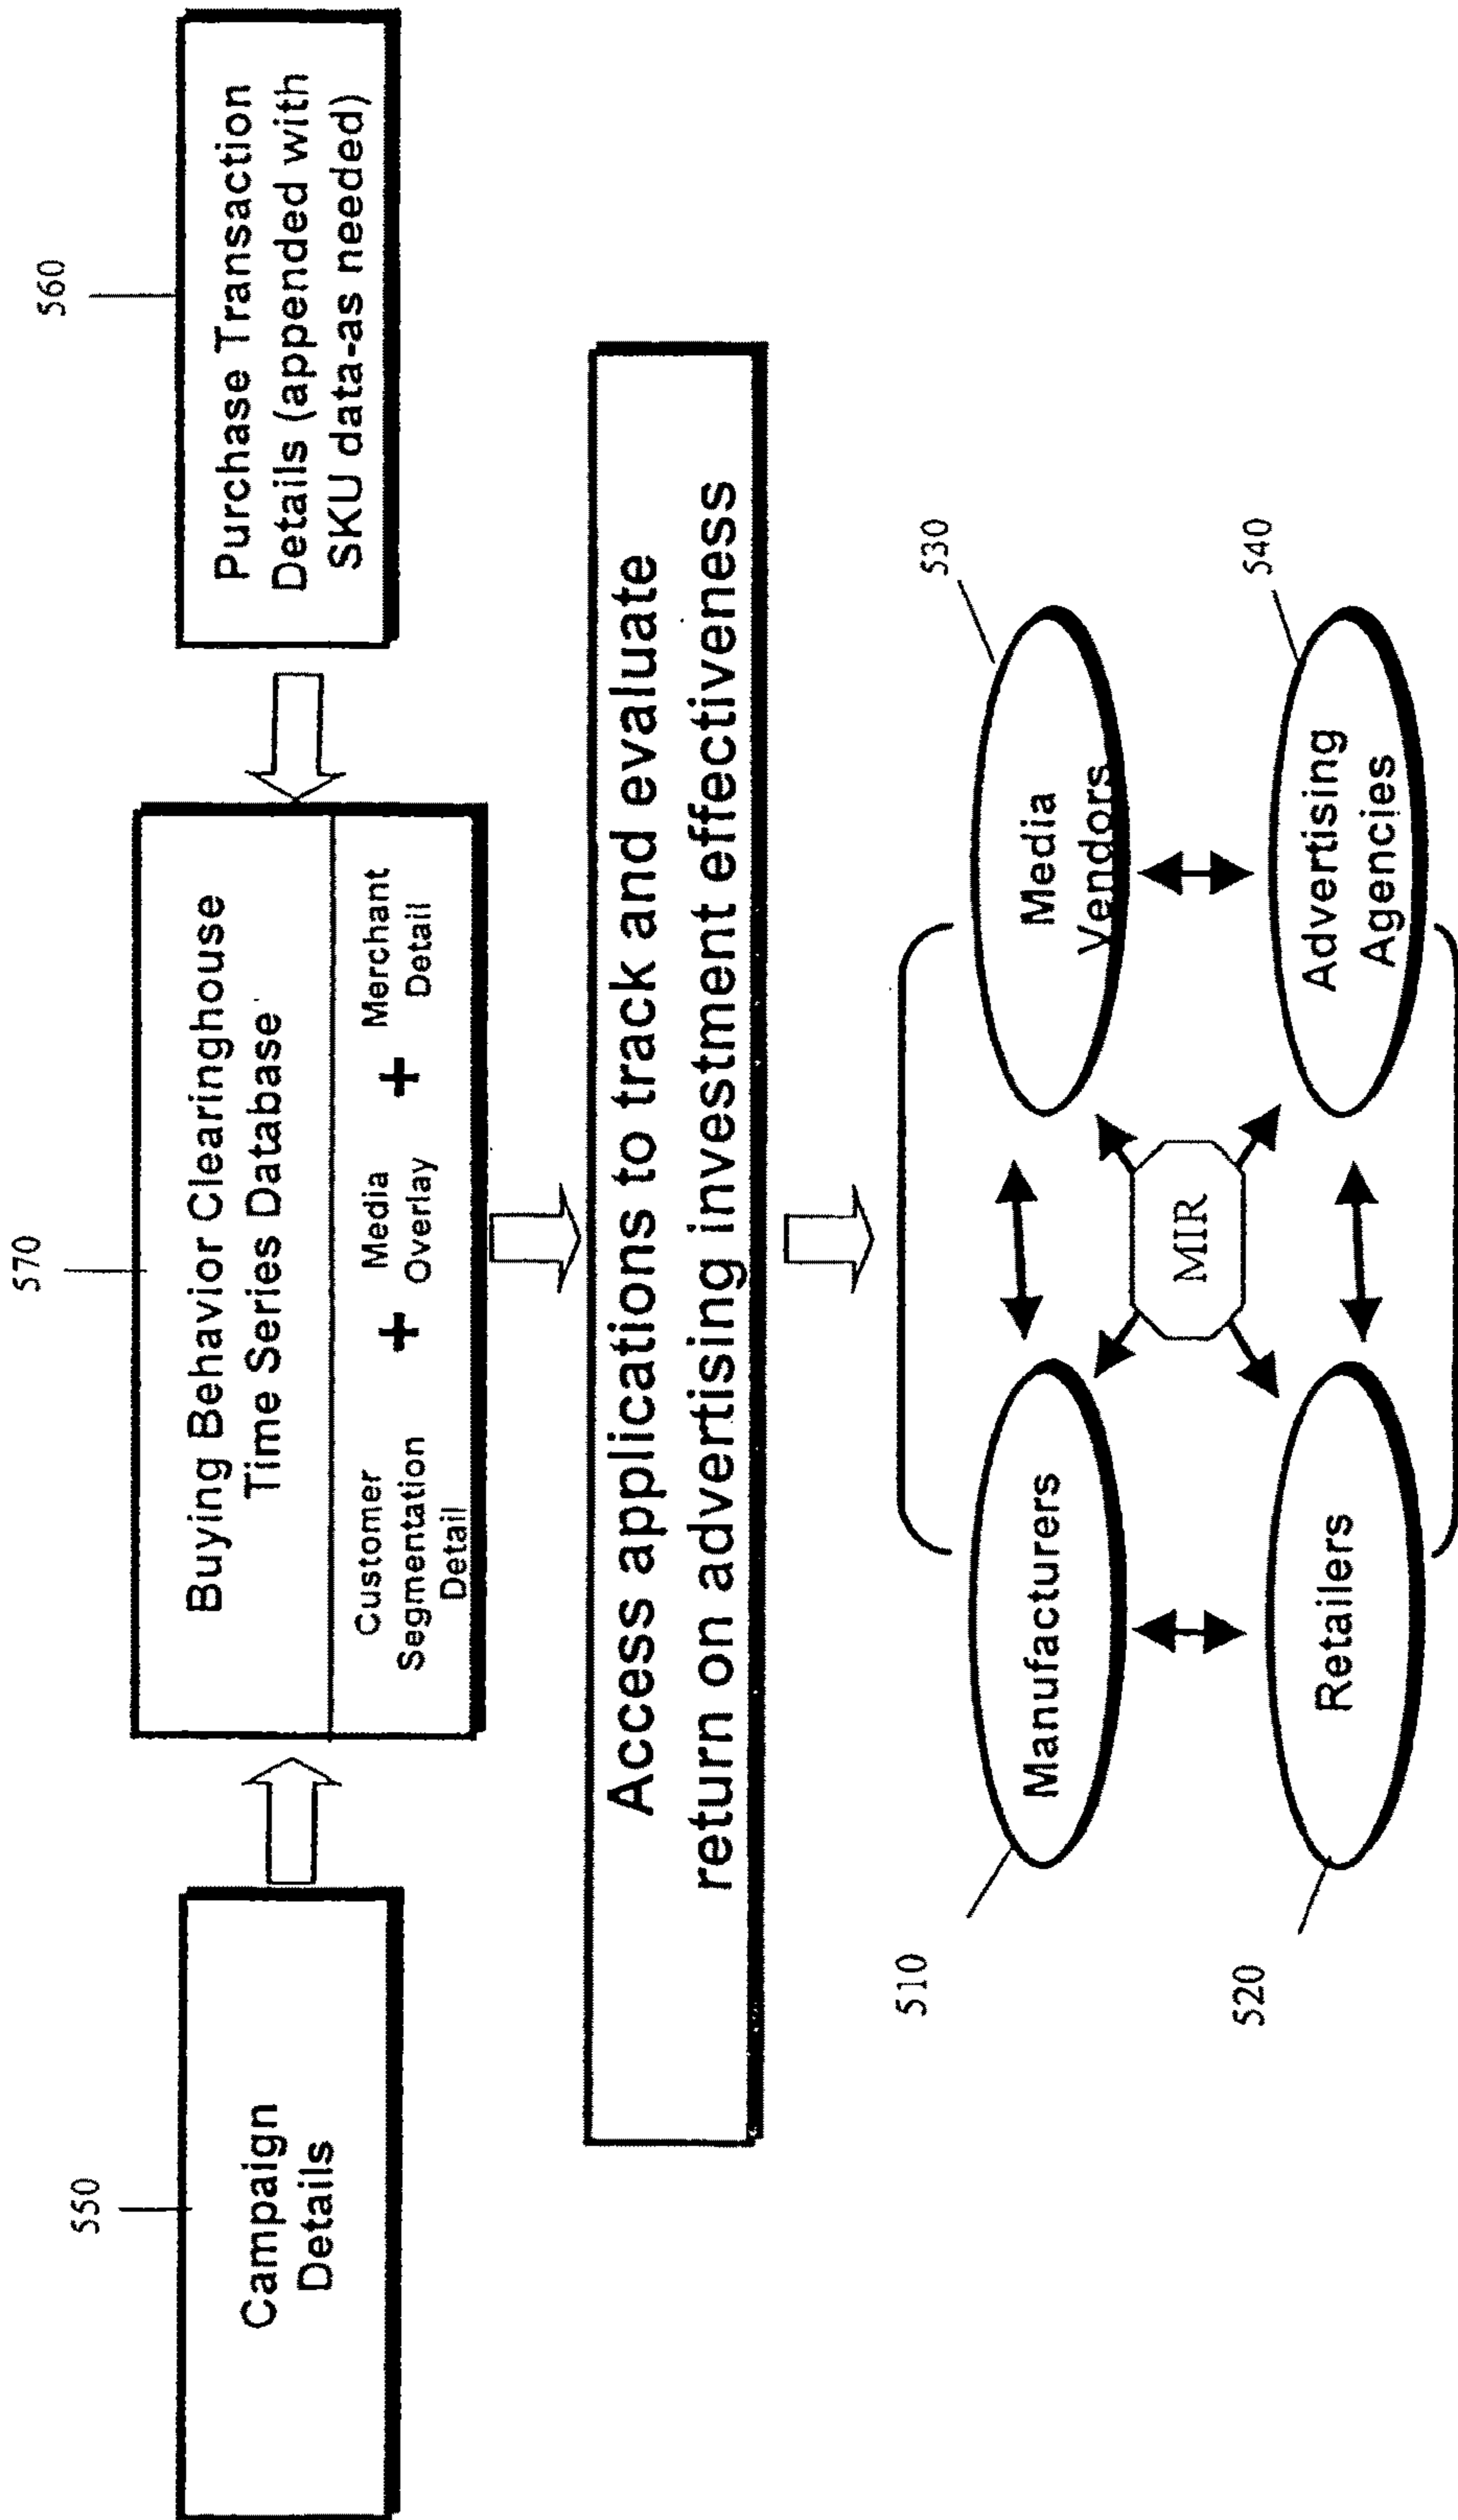 550
Campaign
Details
570
Buying Behavior Clearinghouse
Time Series Database
Customer
Segmentation
Detail
+
Media
Overlay
+
Merchant
Detail
560
Purchase Transaction
Details (appended with
SKU data-as needed)
Access applications to track and evaluate
return on advertising investment effectiveness
510
Manufacturers
530
Media
Vendors
MIR
520
Retailers
540
Advertising
Agencies